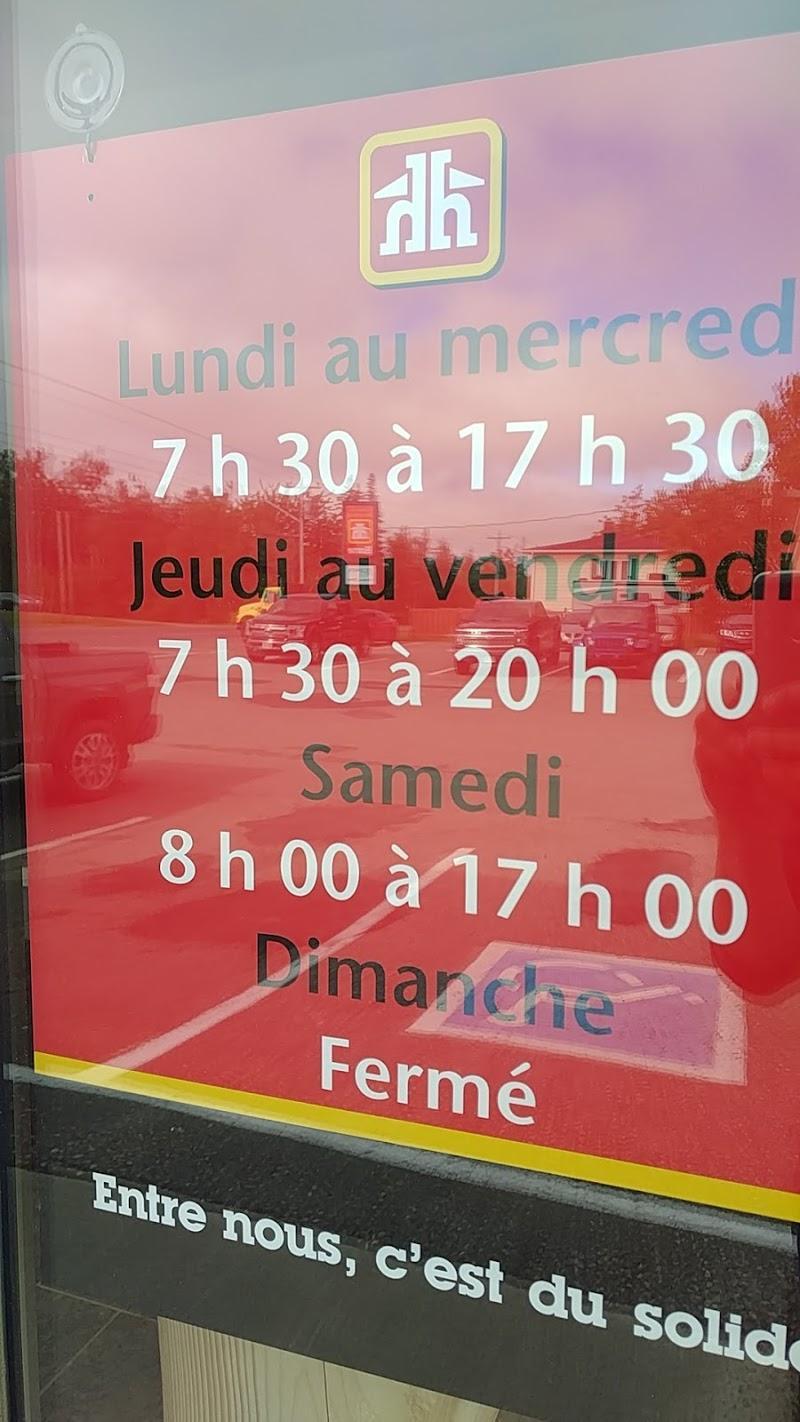 Lundi au mercred
7 h 30 à 17 h 30
Jeudi au vendredi
7 h 30 à 20 h 00
Samedi
8 h 00 à 17 h 00
Dimanche
Fermé
Entre nous, c'est du solide